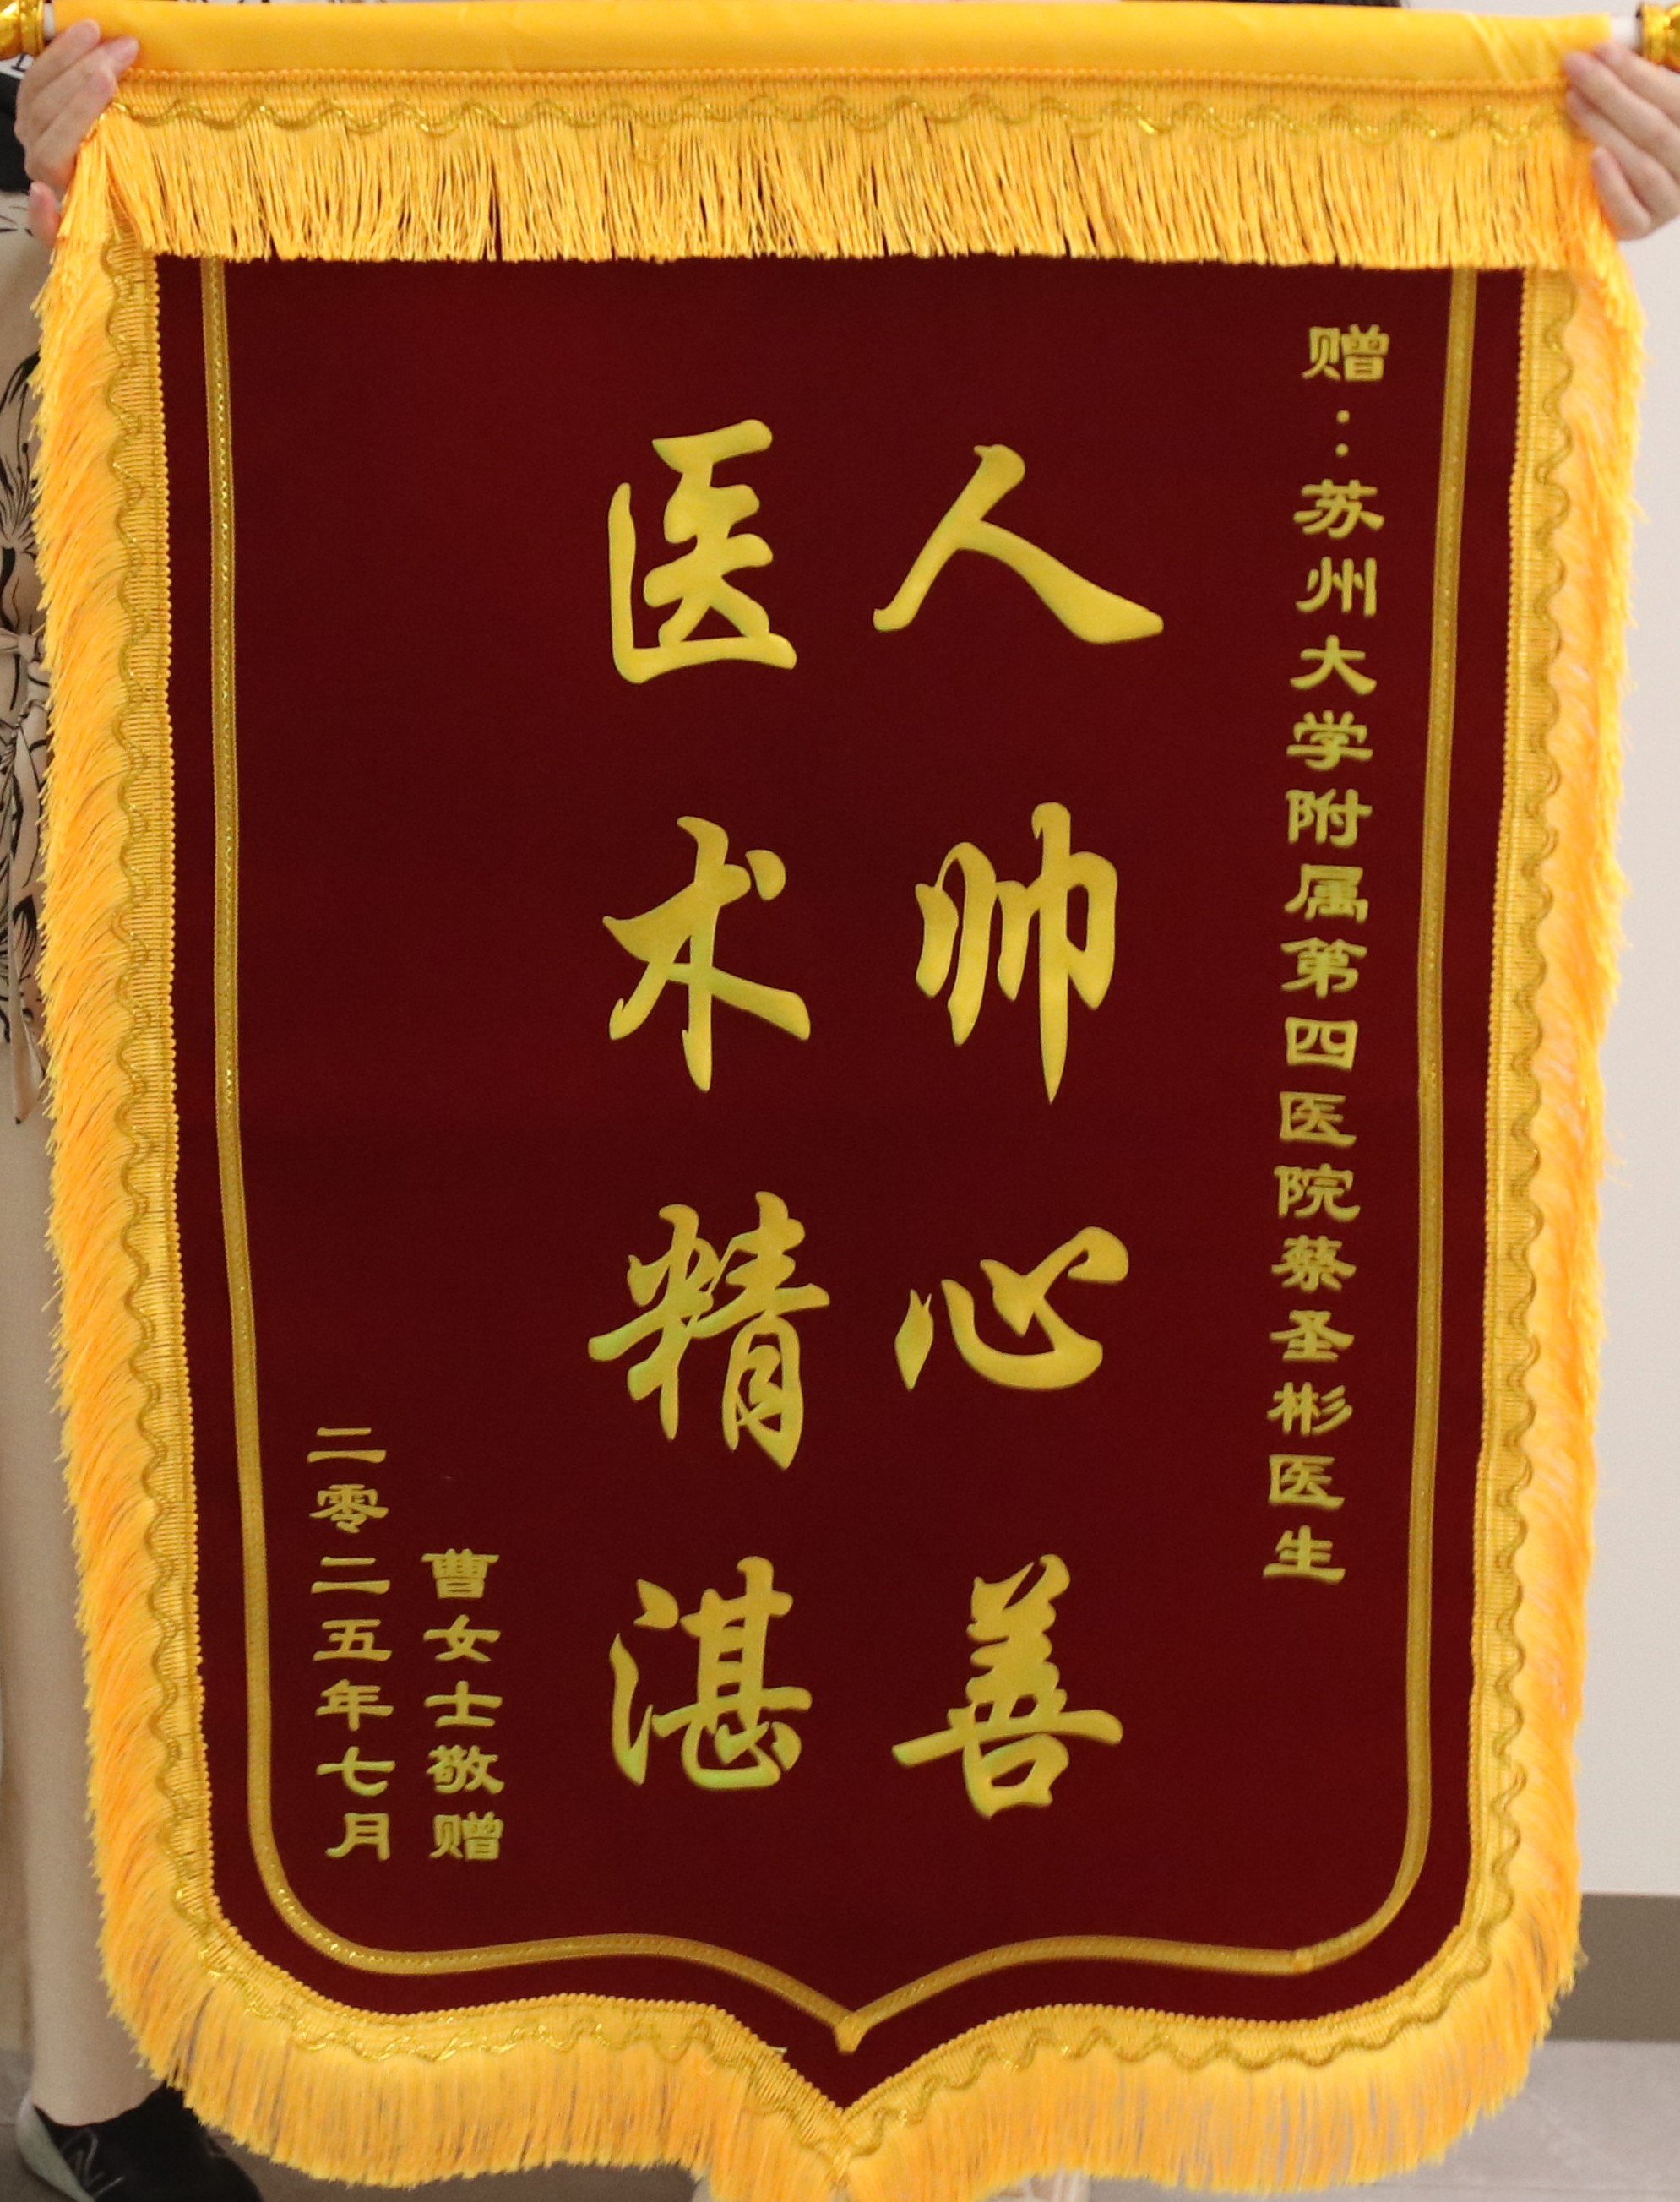 赠：苏州大学附属第四医院蔡圣彬医生
人帅心善
医术精湛
曹女士敬赠
二零二五年七月